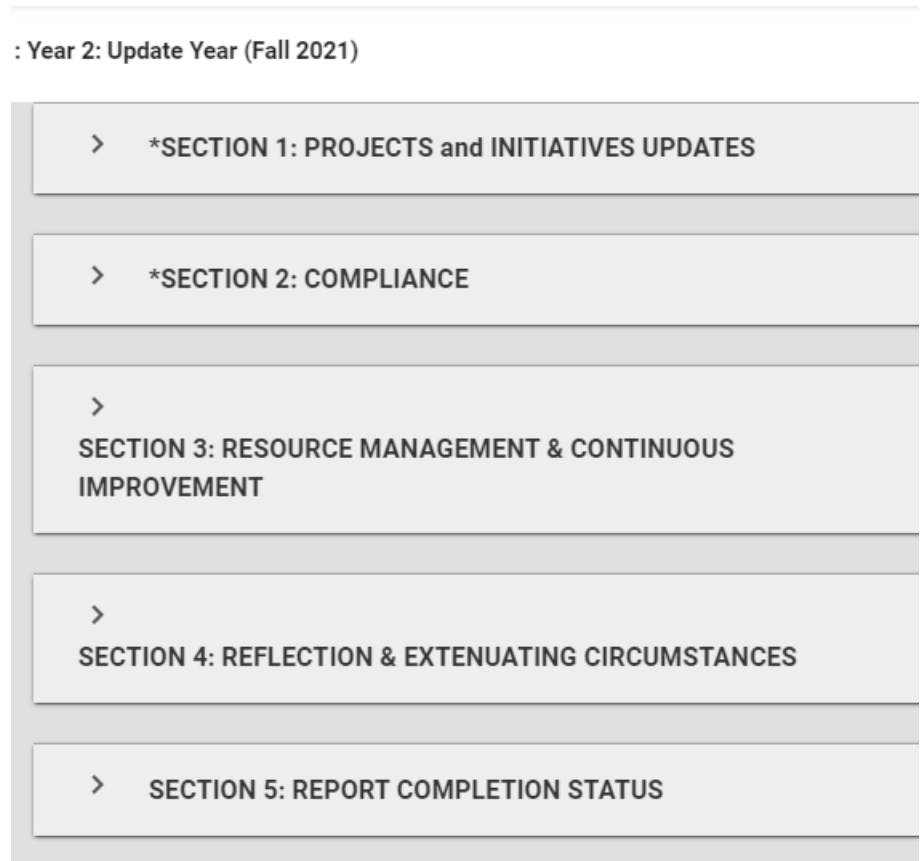 : Year 2: Update Year (Fall 2021)
*SECTION 1: PROJECTS and INITIATIVES UPDATES
*SECTION 2: COMPLIANCE
SECTION 3: RESOURCE MANAGEMENT & CONTINUOUS
IMPROVEMENT
SECTION 4: REFLECTION & EXTENUATING CIRCUMSTANCES
SECTION 5: REPORT COMPLETION STATUS